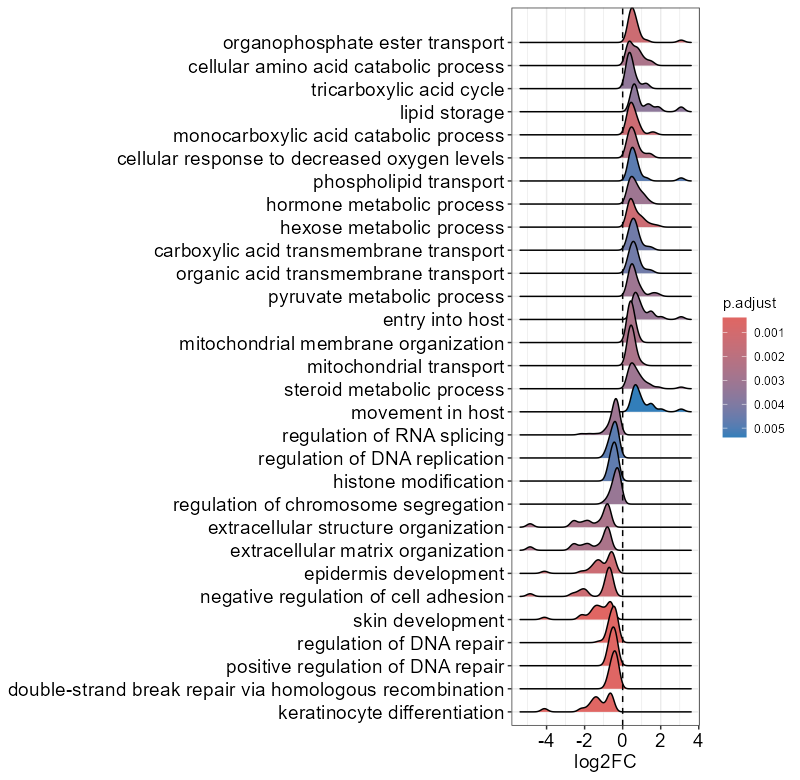 organophosphate ester transport
cellular amino acid catabolic process
tricarboxylic acid cycle
lipid storage
monocarboxylic acid catabolic process
cellular response to decreased oxygen levels
phospholipid transport
hormone metabolic process
hexose metabolic process
carboxylic acid transmembrane transport
organic acid transmembrane transport
pyruvate metabolic process
entry into host
mitochondrial membrane organization
mitochondrial transport
steroid metabolic process
movement in host
regulation of RNA splicing
regulation of DNA replication
histone modification
regulation of chromosome segregation
extracellular structure organization
extracellular matrix organization
epidermis development
negative regulation of cell adhesion
skin development
regulation of DNA repair
positive regulation of DNA repair
double-strand break repair via homologous recombination
keratinocyte differentiation
-4 -2 0 2 4
log2FC
p.adjust
0.001
0.002
0.003
0.004
0.005